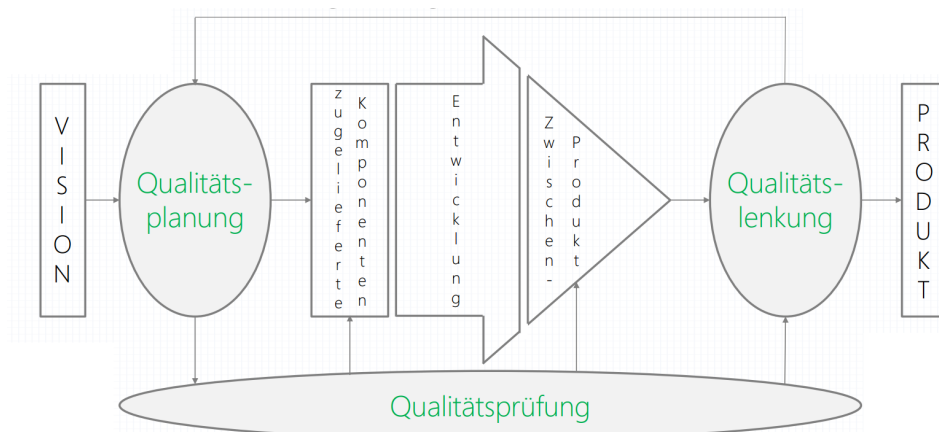 VISION
Qualitäts-
planung
zugelieferte
Komponenten
Entwicklung
Zwischen-
Produkt
Qualitäts-
lenkung
PRODUKT
Qualitätsprüfung